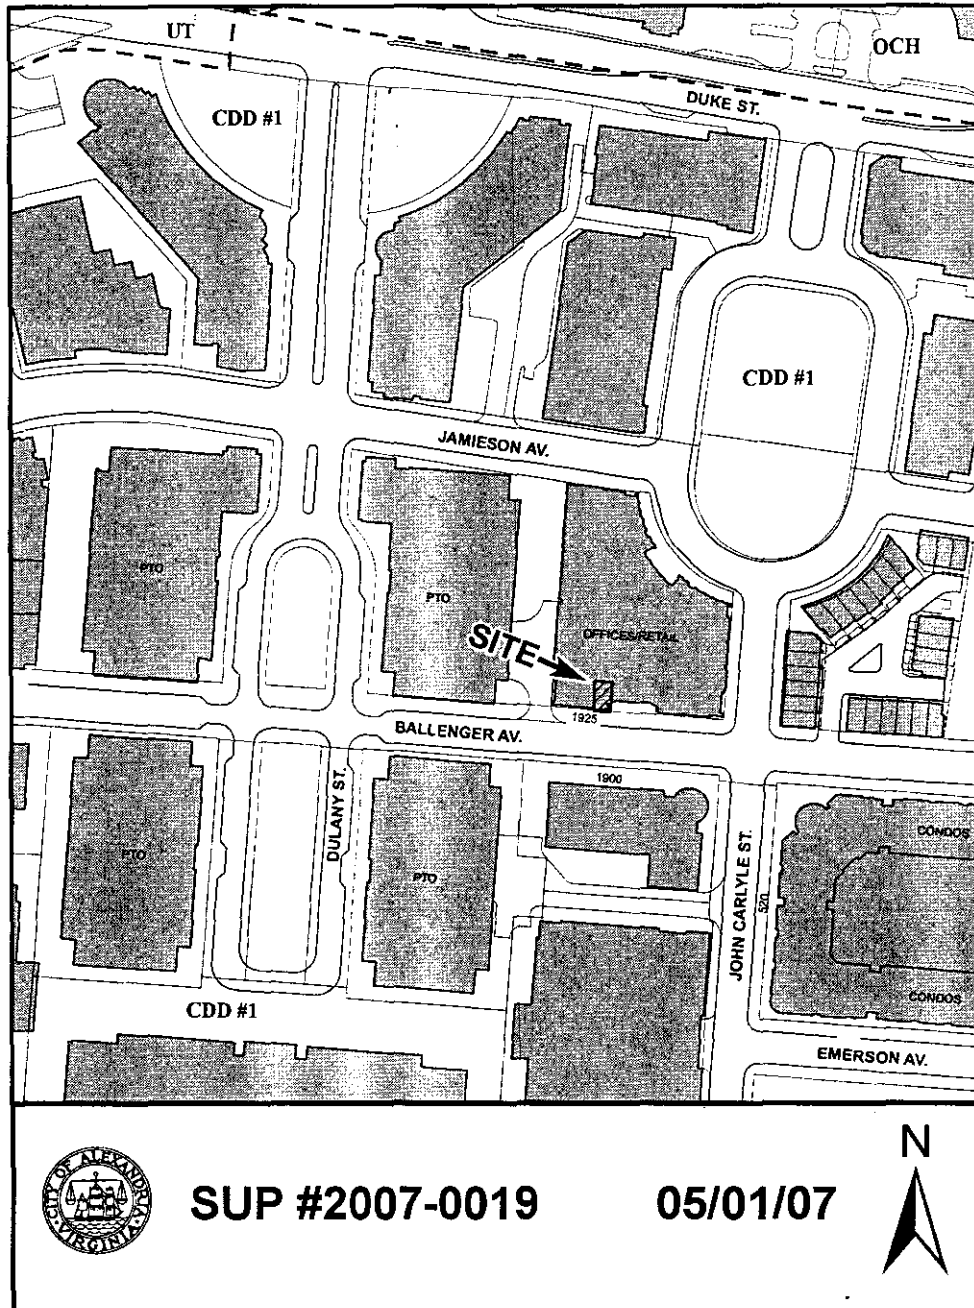 UT
OCH
DUKE ST.
CDD #1
CDD #1
JAMIESON AV.
PTO
PTO
SITE
OFFICES/RETAIL
1925
BALLENGER AV.
1900
DULANY ST.
PTO
PTO
JOHN CARLYLE ST.
520
CONDOS
CONDOS
CDD #1
EMERSON AV.
CITY OF ALEXANDRIA
VIRGINIA
SUP #2007-0019
05/01/07
N